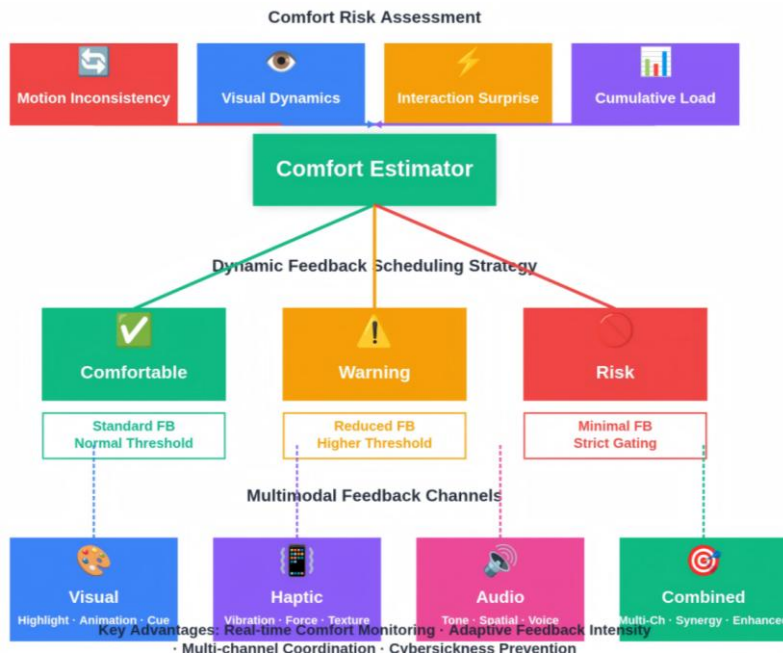 Comfort Risk Assessment
Motion Inconsistency
Visual Dynamics
Interaction Surprise
Cumulative Load
Comfort Estimator
Dynamic Feedback Scheduling Strategy
Comfortable
Warning
Risk
Standard FB
Normal Threshold
Reduced FB
Higher Threshold
Minimal FB
Strict Gating
Multimodal Feedback Channels
Visual
Highlight · Animation · Cue
Haptic
Vibration · Force · Texture
Audio
Tone · Spatial · Voice
Combined
Multi-Ch · Synergy · Enhanced
Key Advantages: Real-time Comfort Monitoring · Adaptive Feedback Intensity
· Multi-channel Coordination · Cybersickness Prevention